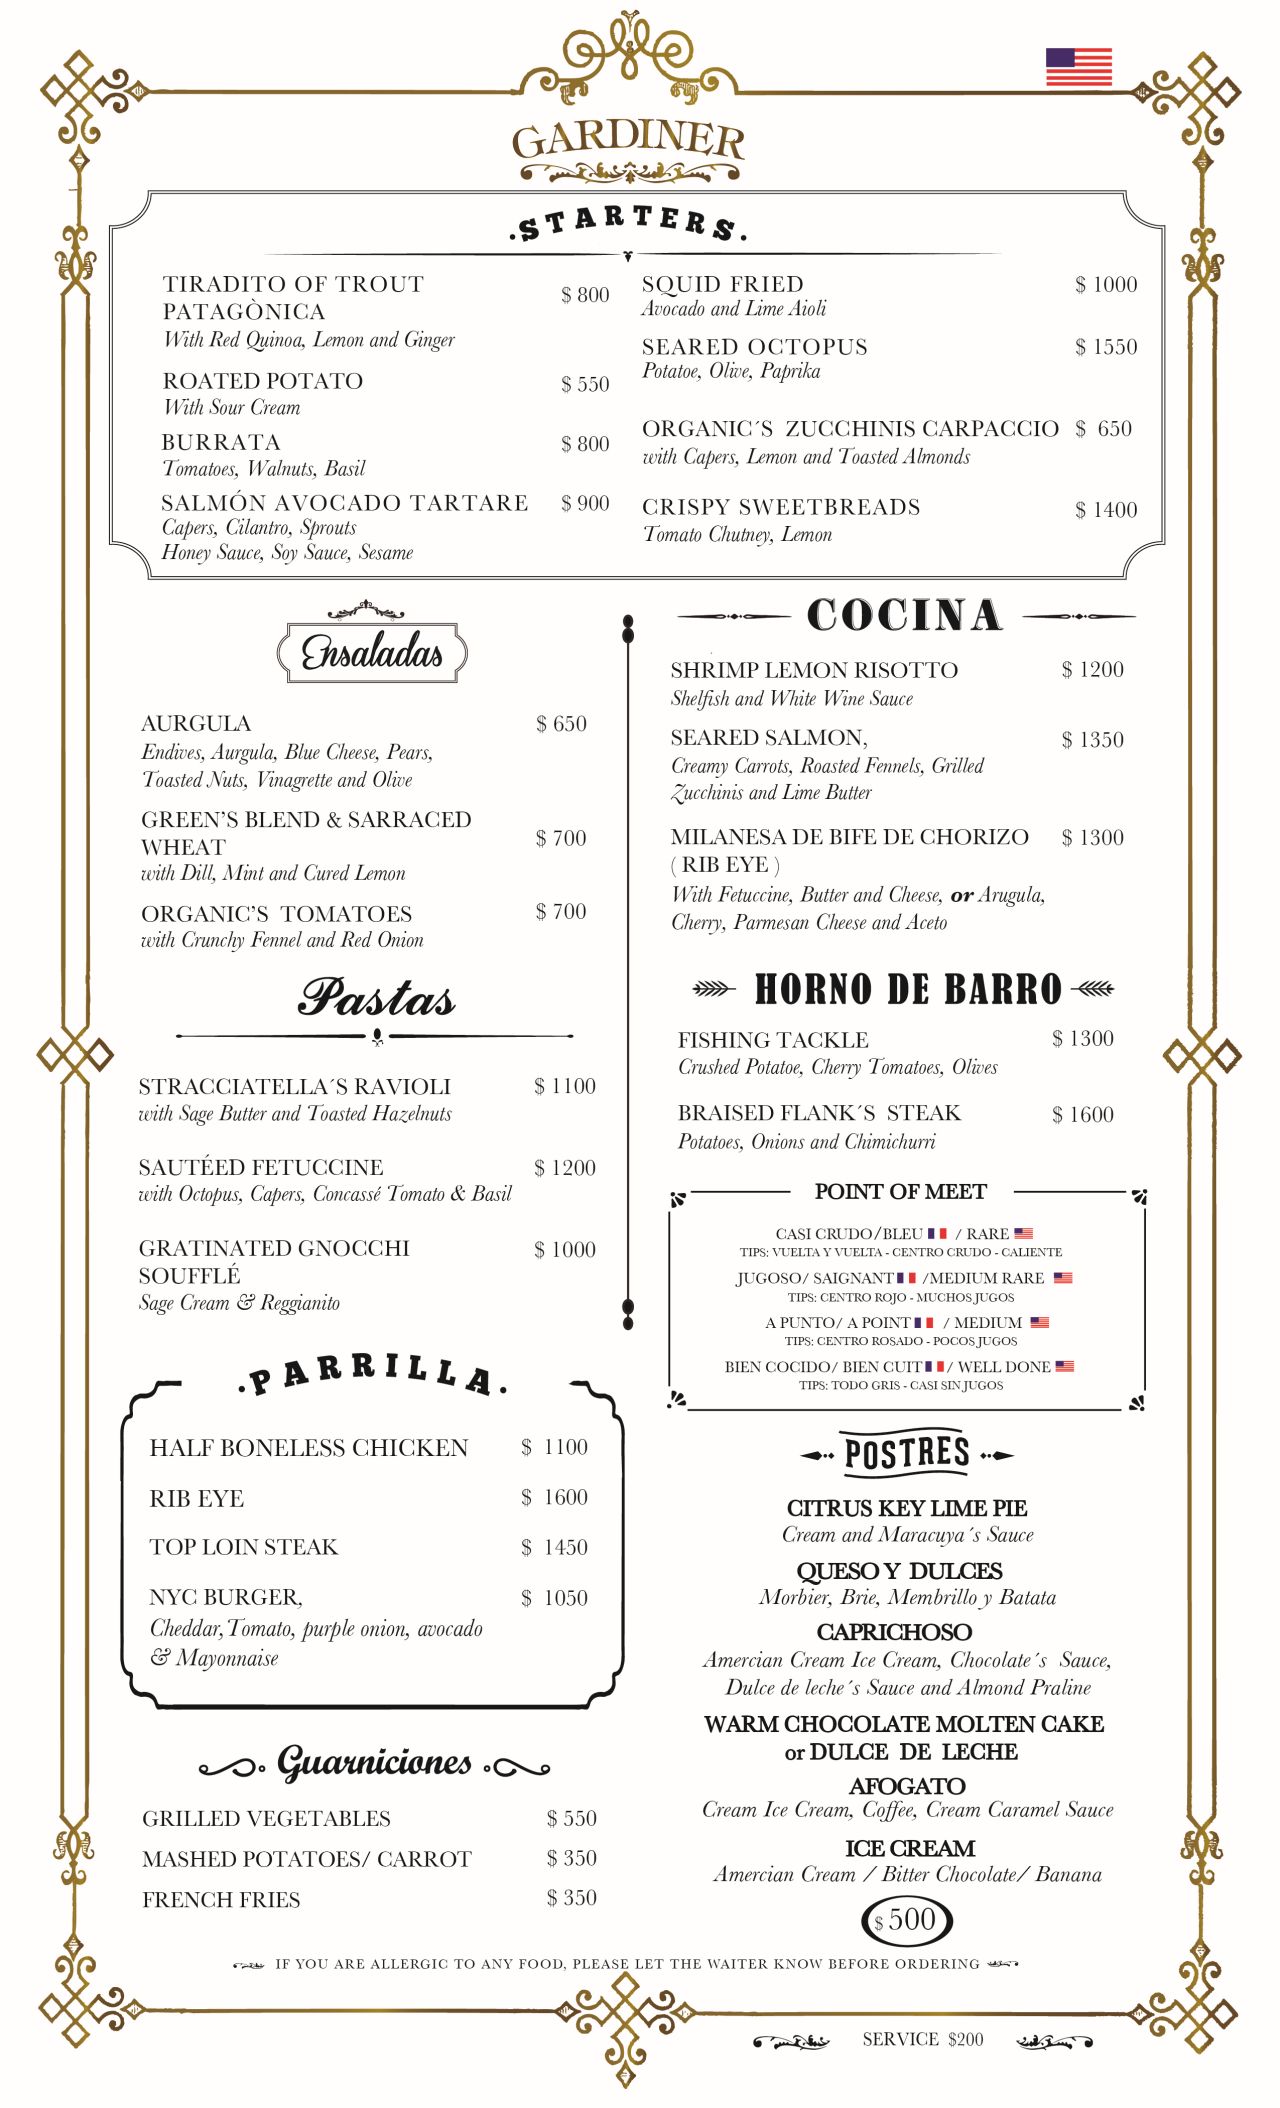 GARDINER
.STARTERS.
TIRADITO OF TROUT
PATAGÒNICA
$ 800
With Red Quinoa, Lemon and Ginger
ROATED POTATO
$ 550
With Sour Cream
BURRATA
$ 800
Tomatoes, Walnuts, Basil
SALMÓN AVOCADO TARTARE
$ 900
Capers, Cilantro, Sprouts
Honey Sauce, Soy Sauce, Sesame
SQUID FRIED
$ 1000
Avocado and Lime Aioli
SEARED OCTOPUS
$ 1550
Potatoe, Olive, Paprika
ORGANIC´S ZUCCHINIS CARPACCIO
$ 650
with Capers, Lemon and Toasted Almonds
CRISPY SWEETBREADS
$ 1400
Tomato Chutney, Lemon
Ensaladas
AURGULA
$ 650
Endives, Aurgula, Blue Cheese, Pears,
Toasted Nuts, Vinagrette and Olive
GREEN'S BLEND & SARRACED
WHEAT
$ 700
with Dill, Mint and Cured Lemon
ORGANIC'S TOMATOES
$ 700
with Crunchy Fennel and Red Onion
Pastas
STRACCIATELLA´S RAVIOLI
$ 1100
with Sage Butter and Toasted Hazelnuts
SAUTÉED FETUCCINE
$ 1200
with Octopus, Capers, Concassé Tomato & Basil
GRATINATED GNOCCHI
SOUFFLÉ
$ 1000
Sage Cream & Reggianito
.PARRILLA.
HALF BONELESS CHICKEN
$ 1100
RIB EYE
$ 1600
TOP LOIN STEAK
$ 1450
NYC BURGER,
$ 1050
Cheddar, Tomato, purple onion, avocado
& Mayonnaise
Guarniciones
GRILLED VEGETABLES
$ 550
MASHED POTATOES/ CARROT
$ 350
FRENCH FRIES
$ 350
COCINA
SHRIMP LEMON RISOTTO
$ 1200
Shelfish and White Wine Sauce
SEARED SALMON,
$ 1350
Creamy Carrots, Roasted Fennels, Grilled
Zucchinis and Lime Butter
MILANESA DE BIFE DE CHORIZO
$ 1300
( RIB EYE )
With Fetuccine, Butter and Cheese, or Arugula,
Cherry, Parmesan Cheese and Aceto
HORNO DE BARRO
FISHING TACKLE
$ 1300
Crushed Potatoe, Cherry Tomatoes, Olives
BRAISED FLANK´S STEAK
$ 1600
Potatoes, Onions and Chimichurri
POINT OF MEET
CASI CRUDO/BLEU / RARE
TIPS: VUELTA Y VUELTA - CENTRO CRUDO - CALIENTE
JUGOSO/ SAIGNANT /MEDIUM RARE
TIPS: CENTRO ROJO - MUCHOS JUGOS
A PUNTO/ A POINT / MEDIUM
TIPS: CENTRO ROSADO - POCOS JUGOS
BIEN COCIDO/ BIEN CUIT / WELL DONE
TIPS: TODO GRIS - CASI SIN JUGOS
POSTRES
CITRUS KEY LIME PIE
Cream and Maracuya´s Sauce
QUESO Y DULCES
Morbier, Brie, Membrillo y Batata
CAPRICHOSO
Amercian Cream Ice Cream, Chocolate´s Sauce,
Dulce de leche´s Sauce and Almond Praline
WARM CHOCOLATE MOLTEN CAKE
or DULCE DE LECHE
AFOGATO
Cream Ice Cream, Coffee, Cream Caramel Sauce
ICE CREAM
Amercian Cream / Bitter Chocolate/ Banana
$ 500
IF YOU ARE ALLERGIC TO ANY FOOD, PLEASE LET THE WAITER KNOW BEFORE ORDERING
SERVICE $200